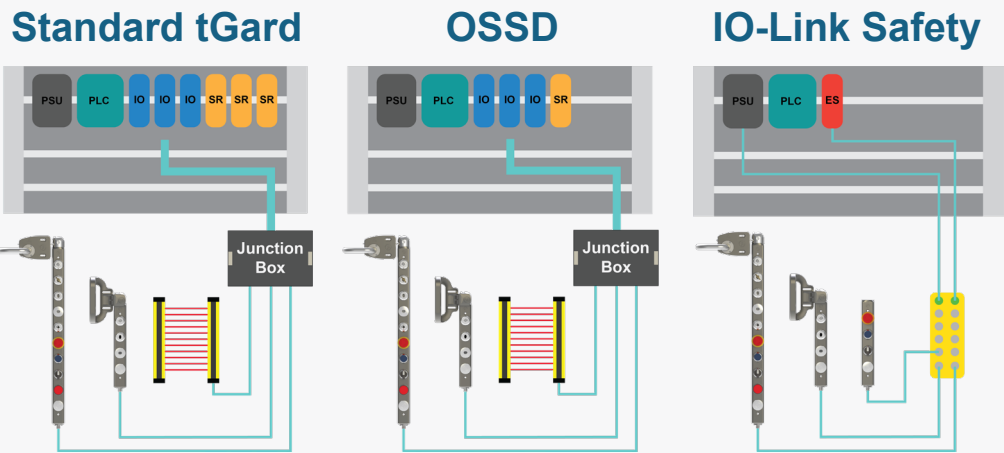 Standard tGard
OSSD
IO-Link Safety
PSU
PLC
IO
IO
IO
SR
SR
SR
PSU
PLC
IO
IO
IO
SR
PSU
PLC
ES
Junction
Box
Junction
Box